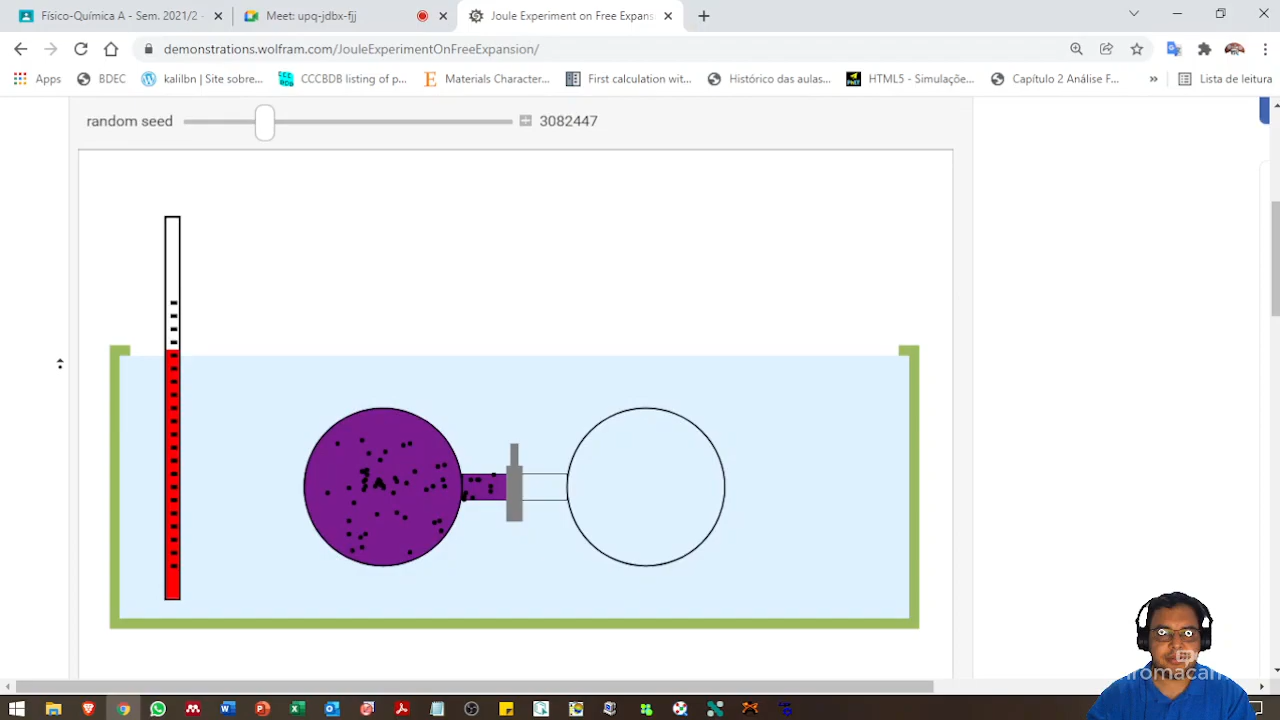 Físico-Química A - Sem. 2021/2 -
Meet: upq-jdbx-fjj
Joule Experiment on Free Expans
demonstrations.wolfram.com/JouleExperimentOnFreeExpansion/
Apps
BDEC
kalilbn | Site sobre...
CCCBDB listing of p...
Materials Character...
First calculation wit...
Histórico das aulas...
HTML5 - Simulaçõe...
Capítulo 2 Análise F...
»
Lista de leitura
random seed
3082447
chromacam